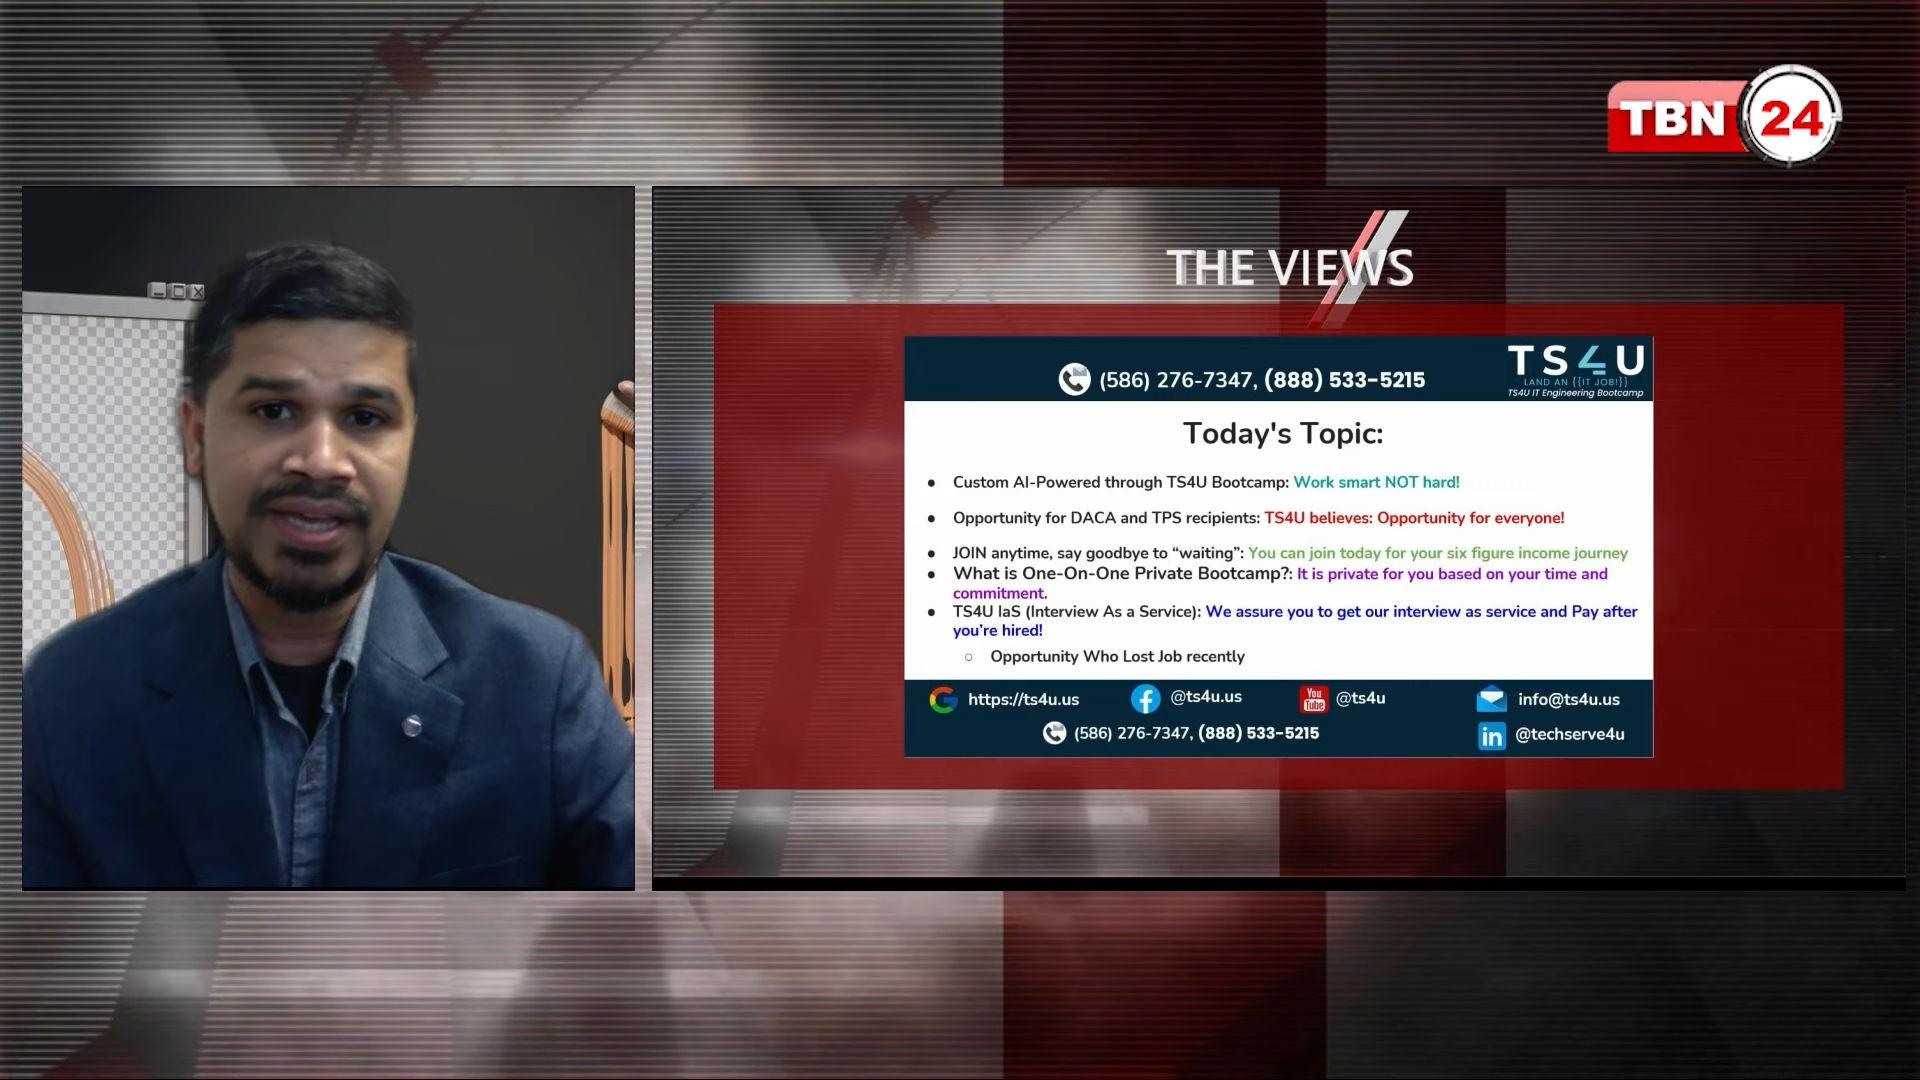 TBN 24
THE VIEWS
(586) 276-7347, (888) 533-5215
TS4U
LAND AN {{IT JOB!}}
TS4U IT Engineering Bootcamp
Today's Topic:
● Custom AI-Powered through TS4U Bootcamp: Work smart NOT hard!
● Opportunity for DACA and TPS recipients: TS4U believes: Opportunity for everyone!
● JOIN anytime, say goodbye to “waiting”: You can join today for your six figure income journey
● What is One-On-One Private Bootcamp?: It is private for you based on your time and
commitment.
● TS4U IaS (Interview As a Service): We assure you to get our interview as service and Pay after
you’re hired!
○ Opportunity Who Lost Job recently
https://ts4u.us @ts4u.us You Tube @ts4u info@ts4u.us
(586) 276-7347, (888) 533-5215 in @techserve4u